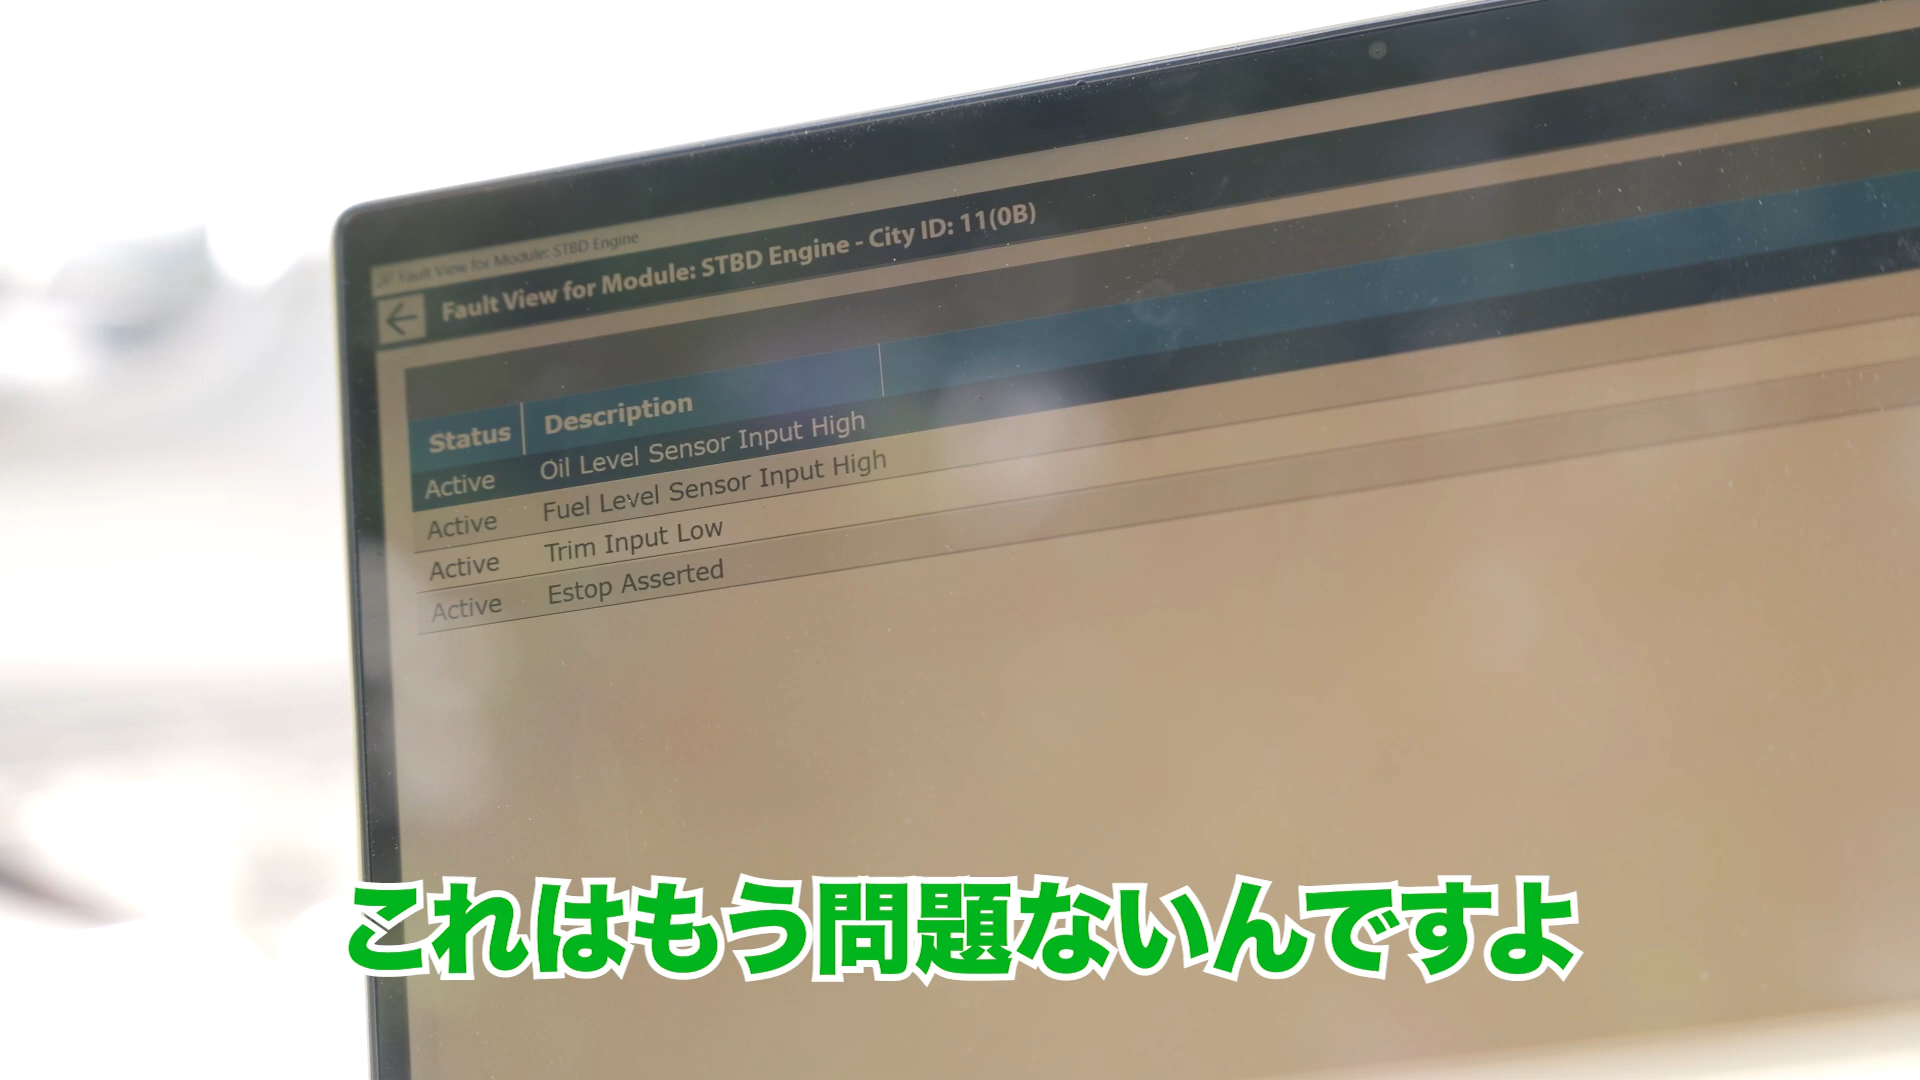 Fault View for Module: STBD Engine
Fault View for Module: STBD Engine - City ID: 11(0B)
Status Description
Active Oil Level Sensor Input High
Active Fuel Level Sensor Input High
Active Trim Input Low
Active Estop Asserted
これはもう問題ないんですよ